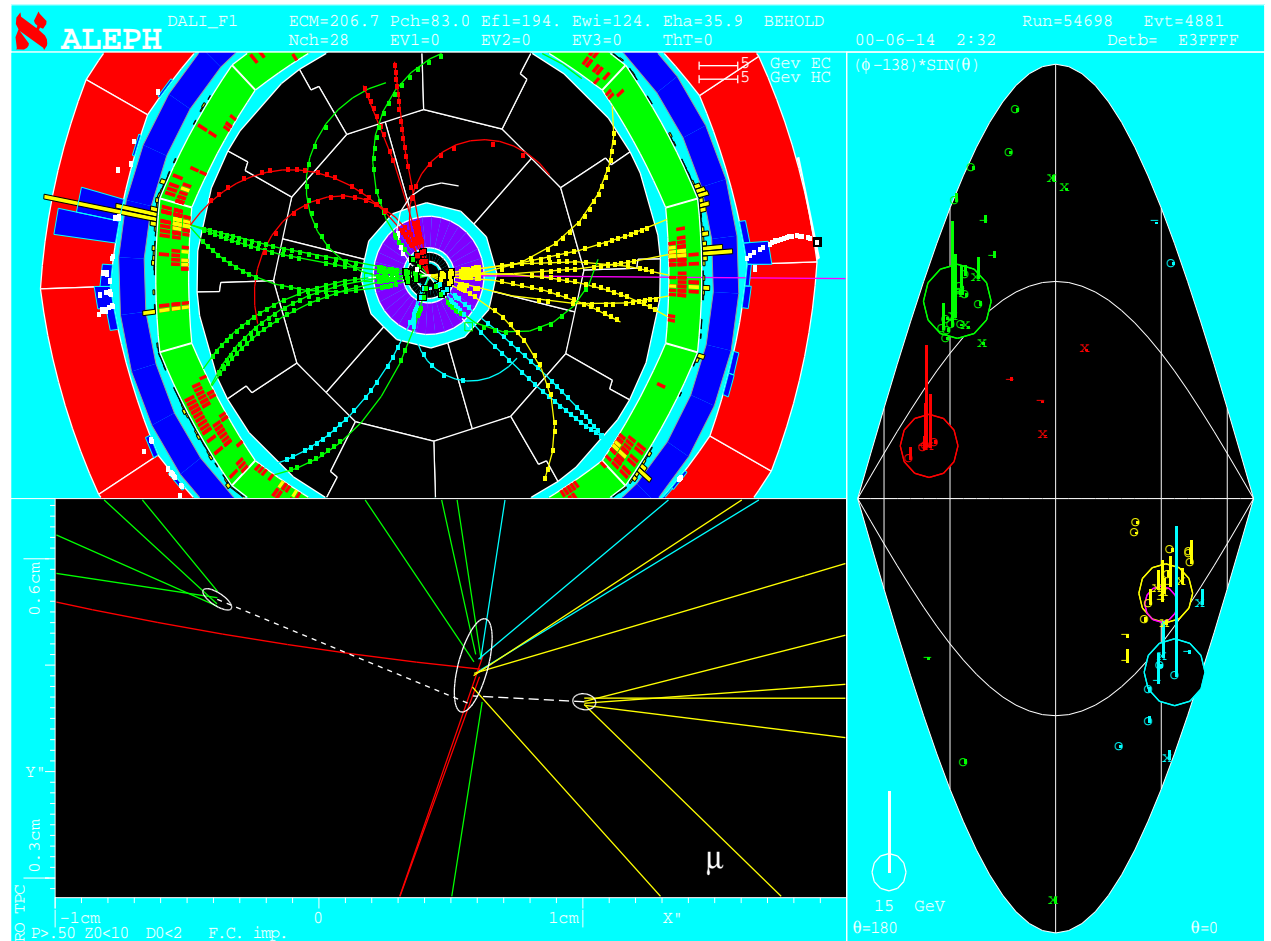 ALEPH DALI_F1 ECM=206.7 Pch=83.0 Efl=194. Ewi=124. Eha=35.9 BEHOLD Run=54698 Evt=4881
Nch=28 EV1=0 EV2=0 EV3=0 ThT=0 00-06-14 2:32 Detb= E3FFFF
5 Gev EC
5 Gev HC
(ϕ-138)*SIN(θ)
0.6cm
Y"
0.3cm
μ
15 GeV
θ=180 θ=0
RO TPC
-1cm 0 1cm X"
P>.50 Z0<10 D0<2 F.C. imp.